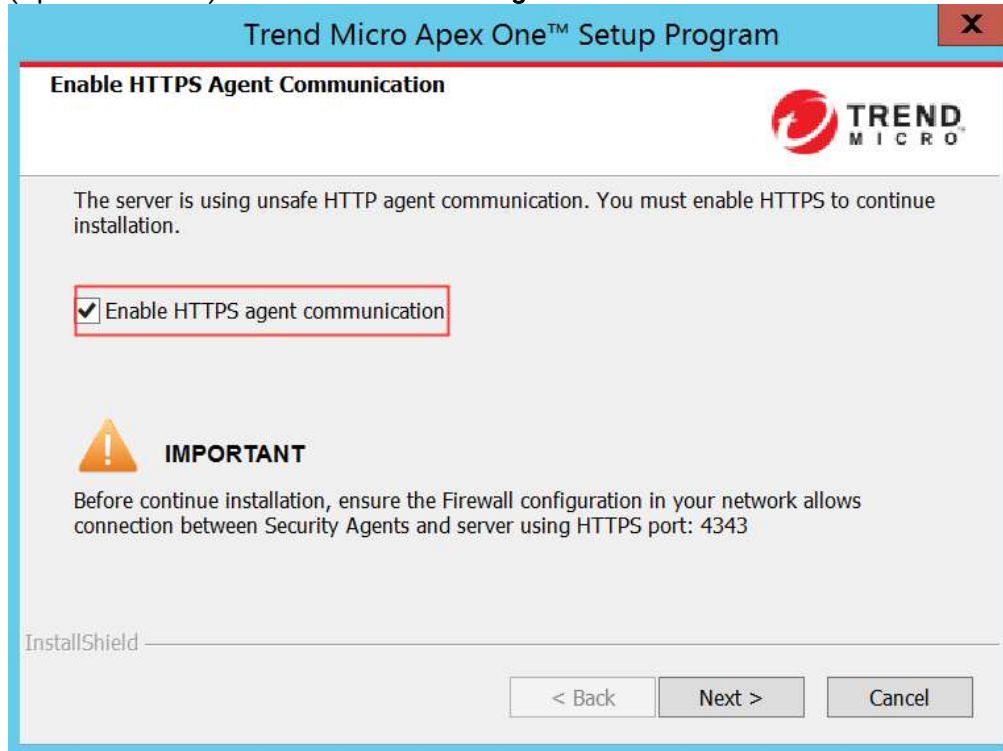 Trend Micro Apex One™ Setup Program
X
Enable HTTPS Agent Communication
TREND
MICRO™
The server is using unsafe HTTP agent communication. You must enable HTTPS to continue
installation.
Enable HTTPS agent communication
IMPORTANT
Before continue installation, ensure the Firewall configuration in your network allows
connection between Security Agents and server using HTTPS port: 4343
InstallShield
< Back
Next >
Cancel